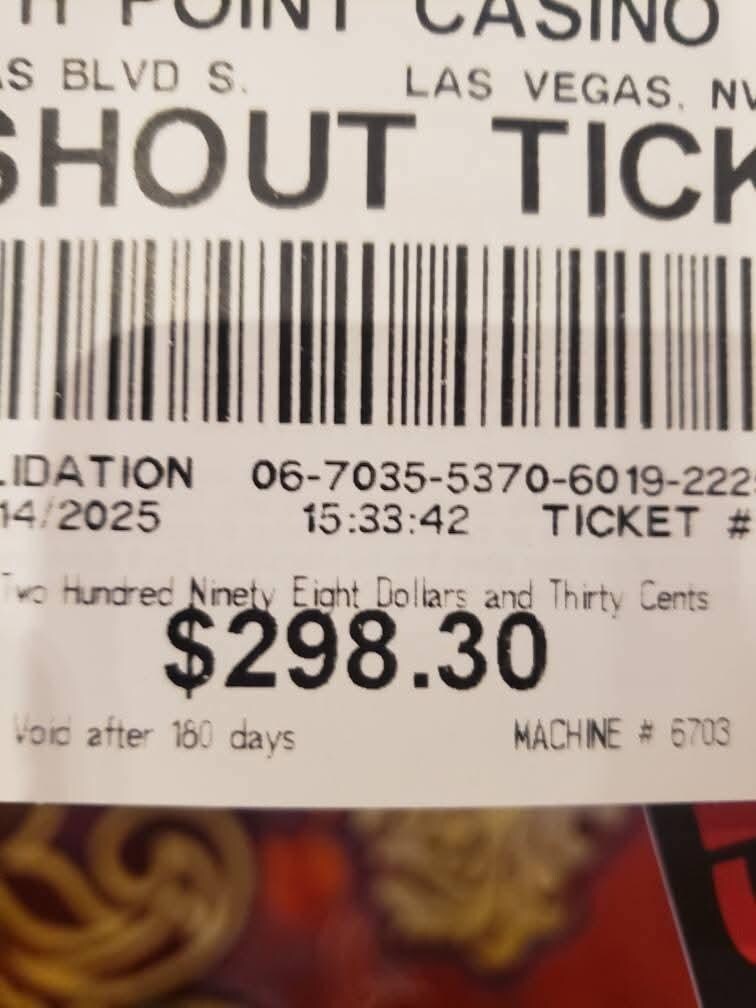 H POINT CASINO
AS BLVD S. LAS VEGAS, NV
SHOUT TICK
LIDATION 06-7035-5370-6019-222
14/2025 15:33:42 TICKET #
Two Hundred Ninety Eight Dollars and Thirty Cents
$298.30
Void after 180 days MACHINE # 6703